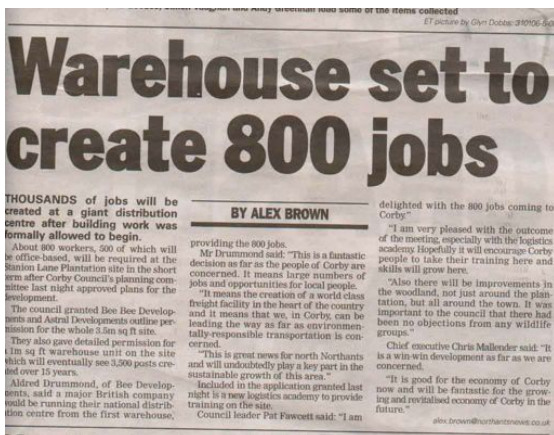 and Andy Greenman load some of the items collected
ET picture by Glyn Dobbs:
Warehouse set to
create 800 jobs
THOUSANDS of jobs will be
created at a giant distribution
centre after building work was
formally allowed to begin.
About 800 workers, 500 of which will
be office-based, will be required at the
Stanion Lane Plantation site in the short
term after Corby Council's planning com-
mittee last night approved plans for the
development.
The council granted Bee Bee Develop-
ments and Astral Developments outline per-
mission for the whole 3.5m sq ft site.
They also gave detailed permission for
1.1m sq ft warehouse unit on the site
which will eventually see 3,500 posts cre-
ated over 15 years.
Aldred Drummond, of Bee Develop-
ments, said a major British company
would be running their national distrib-
ution centre from the first warehouse,
BY ALEX BROWN
providing the 800 jobs.
Mr Drummond said: "This is a fantastic
decision as far as the people of Corby are
concerned. It means large numbers of
jobs and opportunities for local people.
"It means the creation of a world class
freight facility in the heart of the country
and it means that we, in Corby, can be
leading the way as far as environmen-
tally-responsible transportation is con-
cerned.
"This is great news for north Northants
and will undoubtedly play a key part in the
sustainable growth of this area."
Included in the application granted last
night is a new logistics academy to provide
training on the site.
Council leader Pat Fawcett said: "I am
delighted with the 800 jobs coming to
Corby."
"I am very pleased with the outcome
of the meeting, especially with the logistics
academy. Hopefully it will encourage Corby
people to take their training here and
skills will grow here.
"Also there will be improvements in
the woodland, not just around the plan-
tation, but all around the town. It was
important to the council that there had
been no objections from any wildlife
groups."
Chief executive Chris Mallender said: "It
is a win-win development as far as we are
concerned.
"It is good for the economy of Corby
now and will be fantastic for the grow-
ing and revitalised economy of Corby in the
future."
alex.brown@northantsnews.co.uk